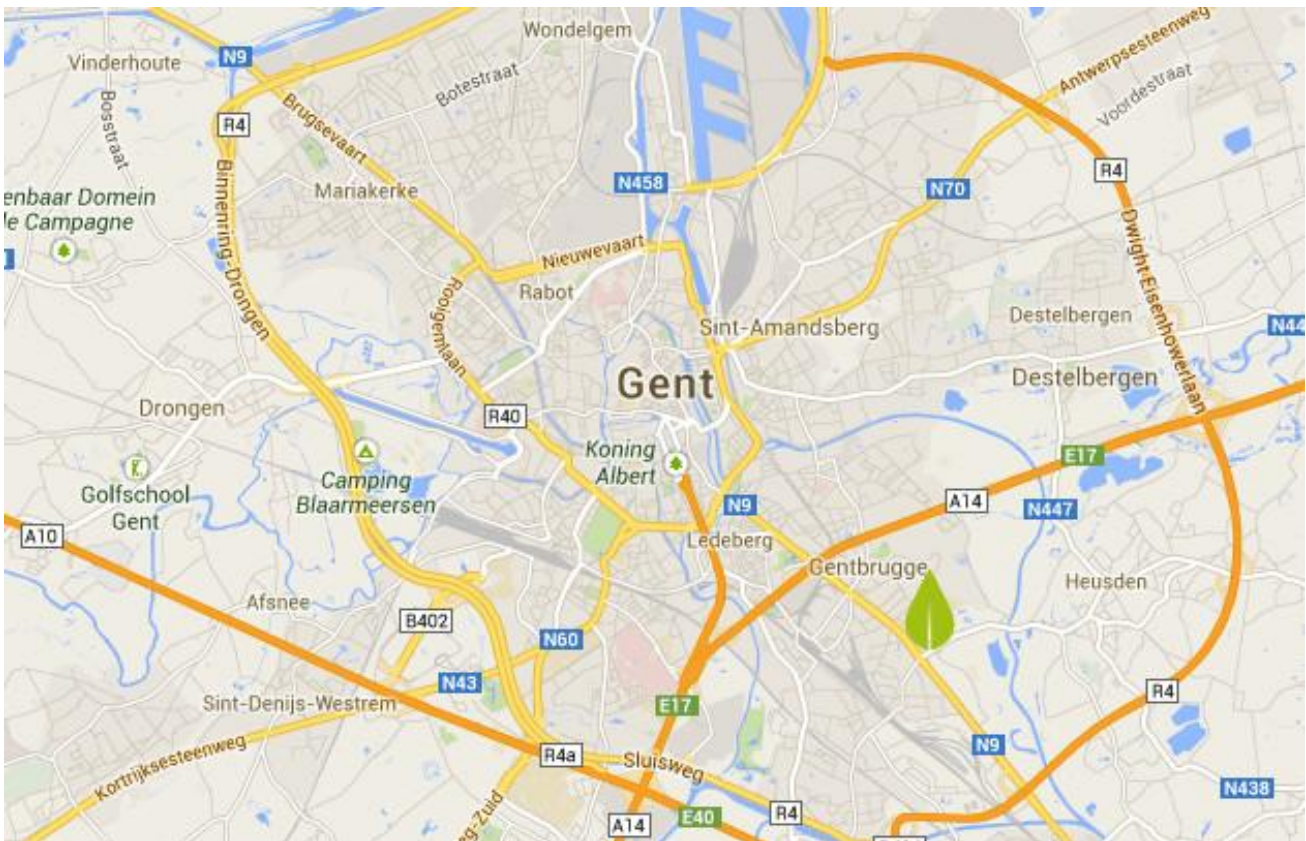 Wondelgem
N9
Vinderhoute
Antwerpsesteenweg
Botestraat
Voordestraat
Bosstraat
Brugsevaart
R4
R4
Binnenring-Drongen
N458
N70
Mariakerke
enbaar Domein
de Campagne
Dwight Eisenhowerlaan
Nieuwevaart
Rabot
Rooigemlaan
Sint-Amandsberg
Destelbergen
N44
Gent
Destelbergen
Drongen
R40
Koning
Albert
E17
Golfschool
Gent
Camping
Blaarmeersen
A14
N9
N447
A10
Ledeberg
Gentbrugge
Heusden
Afsnee
B402
N60
N43
R4
Sint-Denijs-Westrem
E17
Kortrijksesteenweg
R4a
Sluisweg
N9
N438
g-Zuid
A14
E40
R4